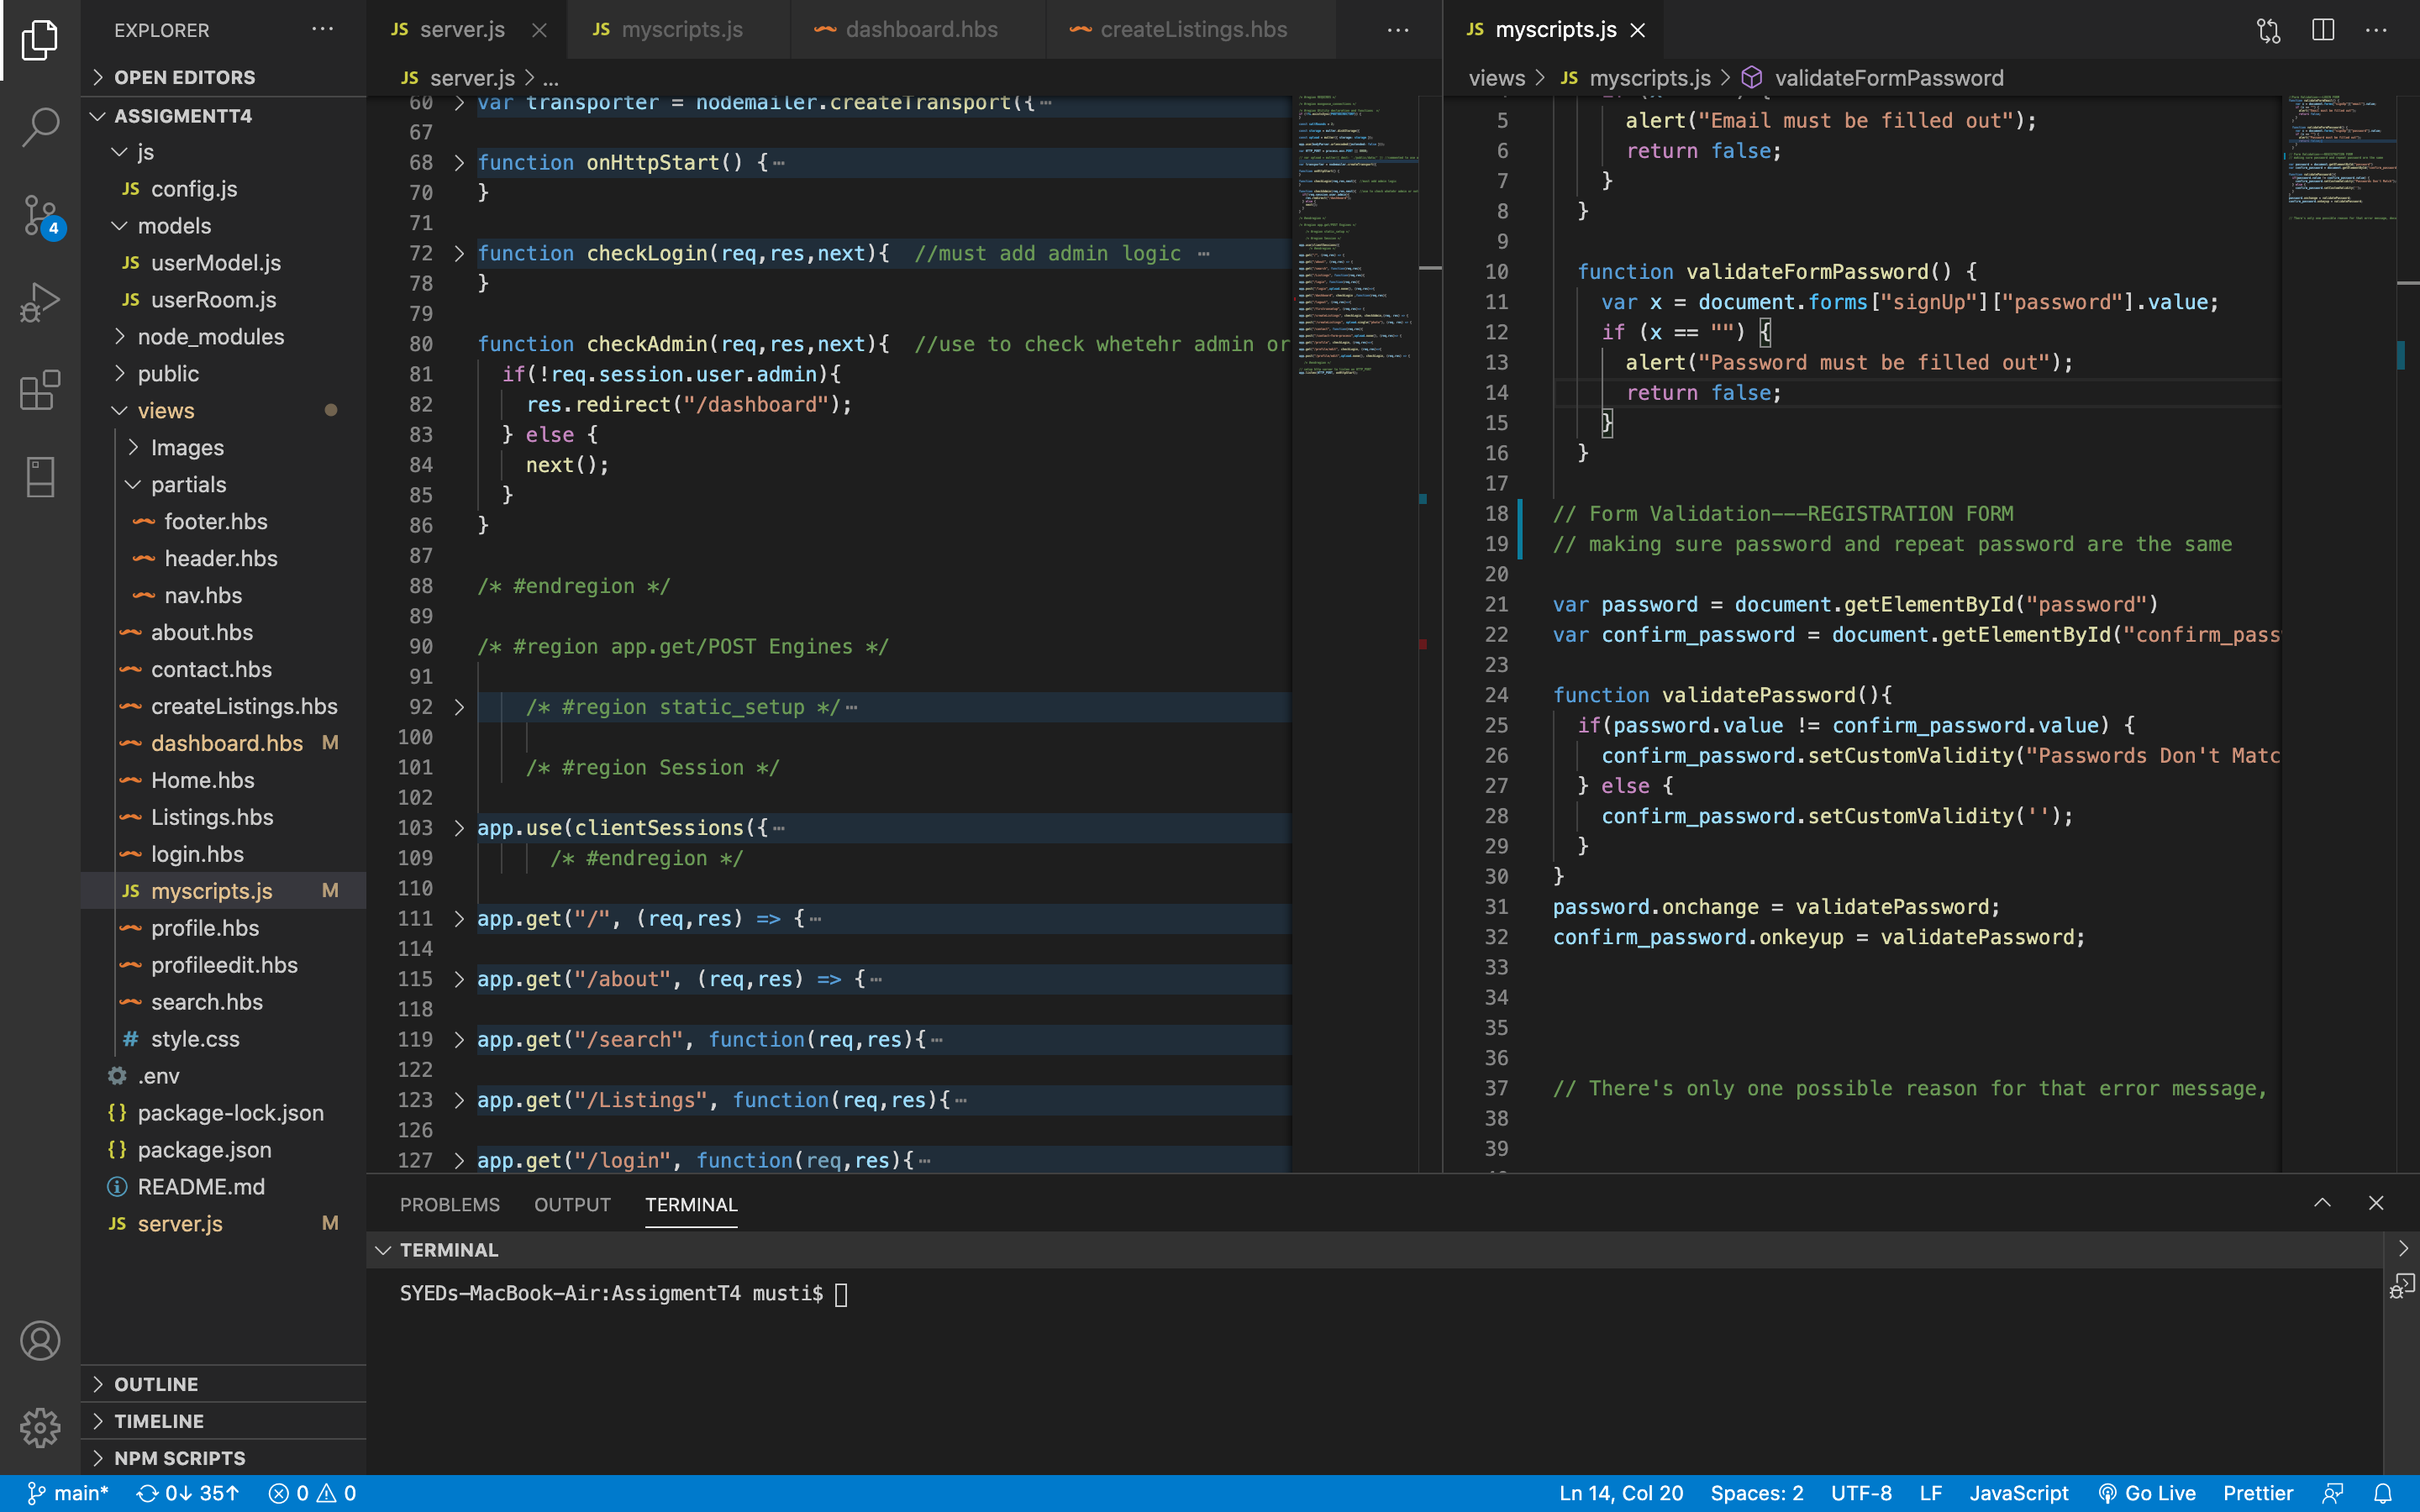 EXPLORER
OPEN EDITORS
ASSIGMENTT4
js
JS config.js
models
JS userModel.js
JS userRoom.js
node_modules
public
views
Images
partials
footer.hbs
header.hbs
nav.hbs
about.hbs
contact.hbs
createListings.hbs
dashboard.hbs M
Home.hbs
Listings.hbs
login.hbs
JS myscripts.js M
profile.hbs
profileedit.hbs
search.hbs
# style.css
.env
{} package-lock.json
{} package.json
README.md
JS server.js M
OUTLINE
TIMELINE
NPM SCRIPTS
4
JS server.js JS myscripts.js dashboard.hbs createListings.hbs ...
JS server.js > ...
60 var transporter = nodemailer.createTransport({
67
68 function onHttpStart() {
70 }
71
72 function checkLogin(req,res,next){ //must add admin logic
78 }
79
80 function checkAdmin(req,res,next){ //use to check whetehr admin or
81 if(!req.session.user.admin){
82 res.redirect("/dashboard");
83 } else {
84 next();
85 }
86 }
87
88 /* #endregion */
89
90 /* #region app.get/POST Engines */
91
92 /* #region static_setup */
100
101 /* #region Session */
102
103 app.use(clientSessions({
109 /* #endregion */
110
111 app.get("/", (req,res) => {
114
115 app.get("/about", (req,res) => {
118
119 app.get("/search", function(req,res){
122
123 app.get("/Listings", function(req,res){
126
127 app.get("/login", function(req,res){
JS myscripts.js
views > JS myscripts.js > validateFormPassword
5 alert("Email must be filled out");
6 return false;
7 }
8 }
9
10 function validateFormPassword() {
11 var x = document.forms["signUp"]["password"].value;
12 if (x == "") {
13 alert("Password must be filled out");
14 return false;
15 }
16 }
17
18 // Form Validation---REGISTRATION FORM
19 // making sure password and repeat password are the same
20
21 var password = document.getElementById("password")
22 var confirm_password = document.getElementById("confirm_pass
23
24 function validatePassword(){
25 if(password.value != confirm_password.value) {
26 confirm_password.setCustomValidity("Passwords Don't Matc
27 } else {
28 confirm_password.setCustomValidity('');
29 }
30 }
31 password.onchange = validatePassword;
32 confirm_password.onkeyup = validatePassword;
33
34
35
36
37 // There's only one possible reason for that error message,
38
39
PROBLEMS OUTPUT TERMINAL
TERMINAL
SYEDs-MacBook-Air:AssigmentT4 musti$
main* 0↓ 35↑ 0 0 Ln 14, Col 20 Spaces: 2 UTF-8 LF JavaScript Go Live Prettier